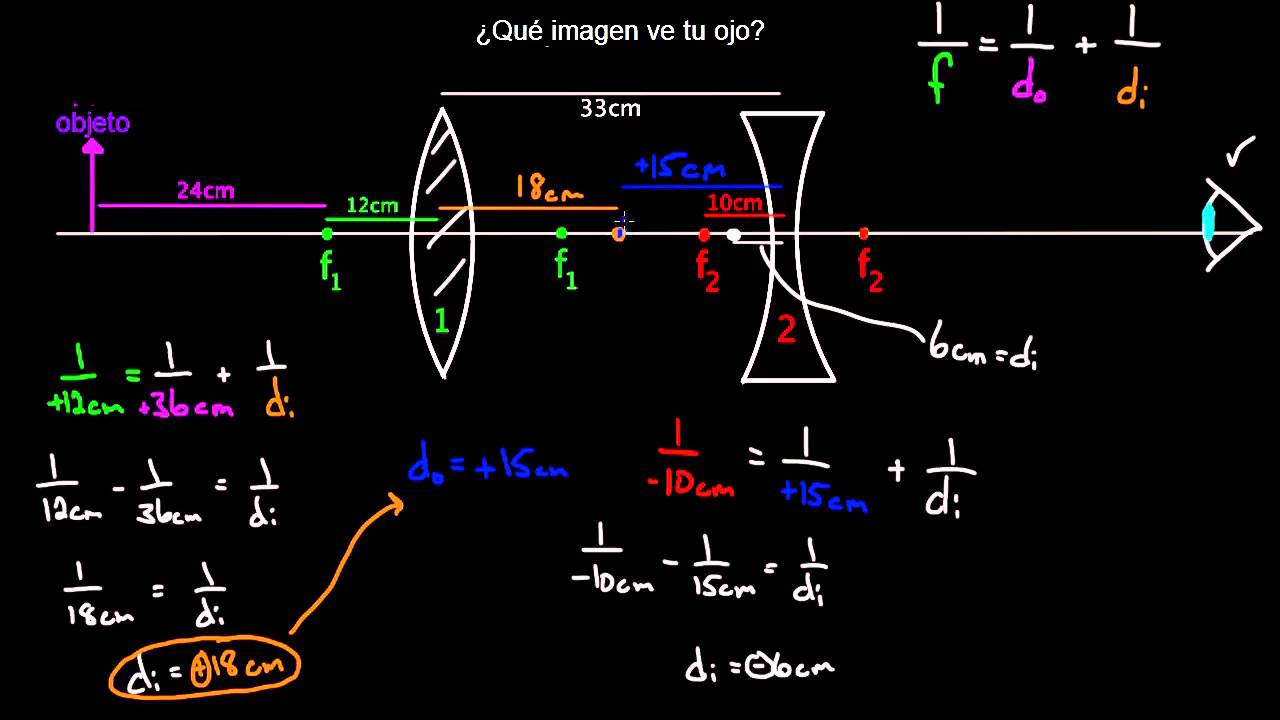 ¿Qué imagen ve tu ojo?
1/f = 1/d₀ + 1/dᵢ
objeto
33cm
+15cm
24cm
12cm
18cm
10cm
f₁
f₁
f₂
f₂
1
2
6cm = dᵢ
1/+12cm = 1/+36cm + 1/dᵢ
1/12cm - 1/36cm = 1/dᵢ
1/18cm = 1/dᵢ
dᵢ = +18cm
d₀ = +15cm
1/-10cm = 1/+15cm + 1/dᵢ
1/-10cm - 1/15cm = 1/dᵢ
dᵢ = -6cm